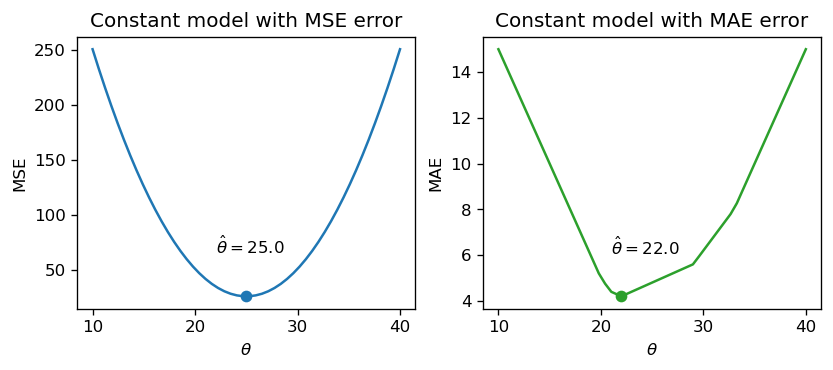 Constant model with MSE error
250
200
150
100
50
MSE
θ̂ = 25.0
10 20 30 40
θ
Constant model with MAE error
14
12
10
8
6
4
MAE
θ̂ = 22.0
10 20 30 40
θ